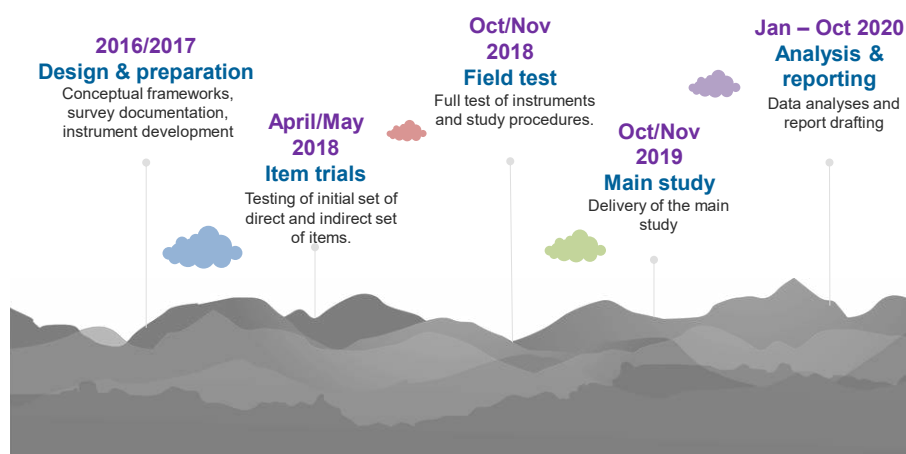 2016/2017
Design & preparation
Conceptual frameworks,
survey documentation,
instrument development
April/May
2018
Item trials
Testing of initial set of
direct and indirect set
of items.
Oct/Nov
2018
Field test
Full test of instruments
and study procedures.
Oct/Nov
2019
Main study
Delivery of the main
study
Jan – Oct 2020
Analysis &
reporting
Data analyses and
report drafting